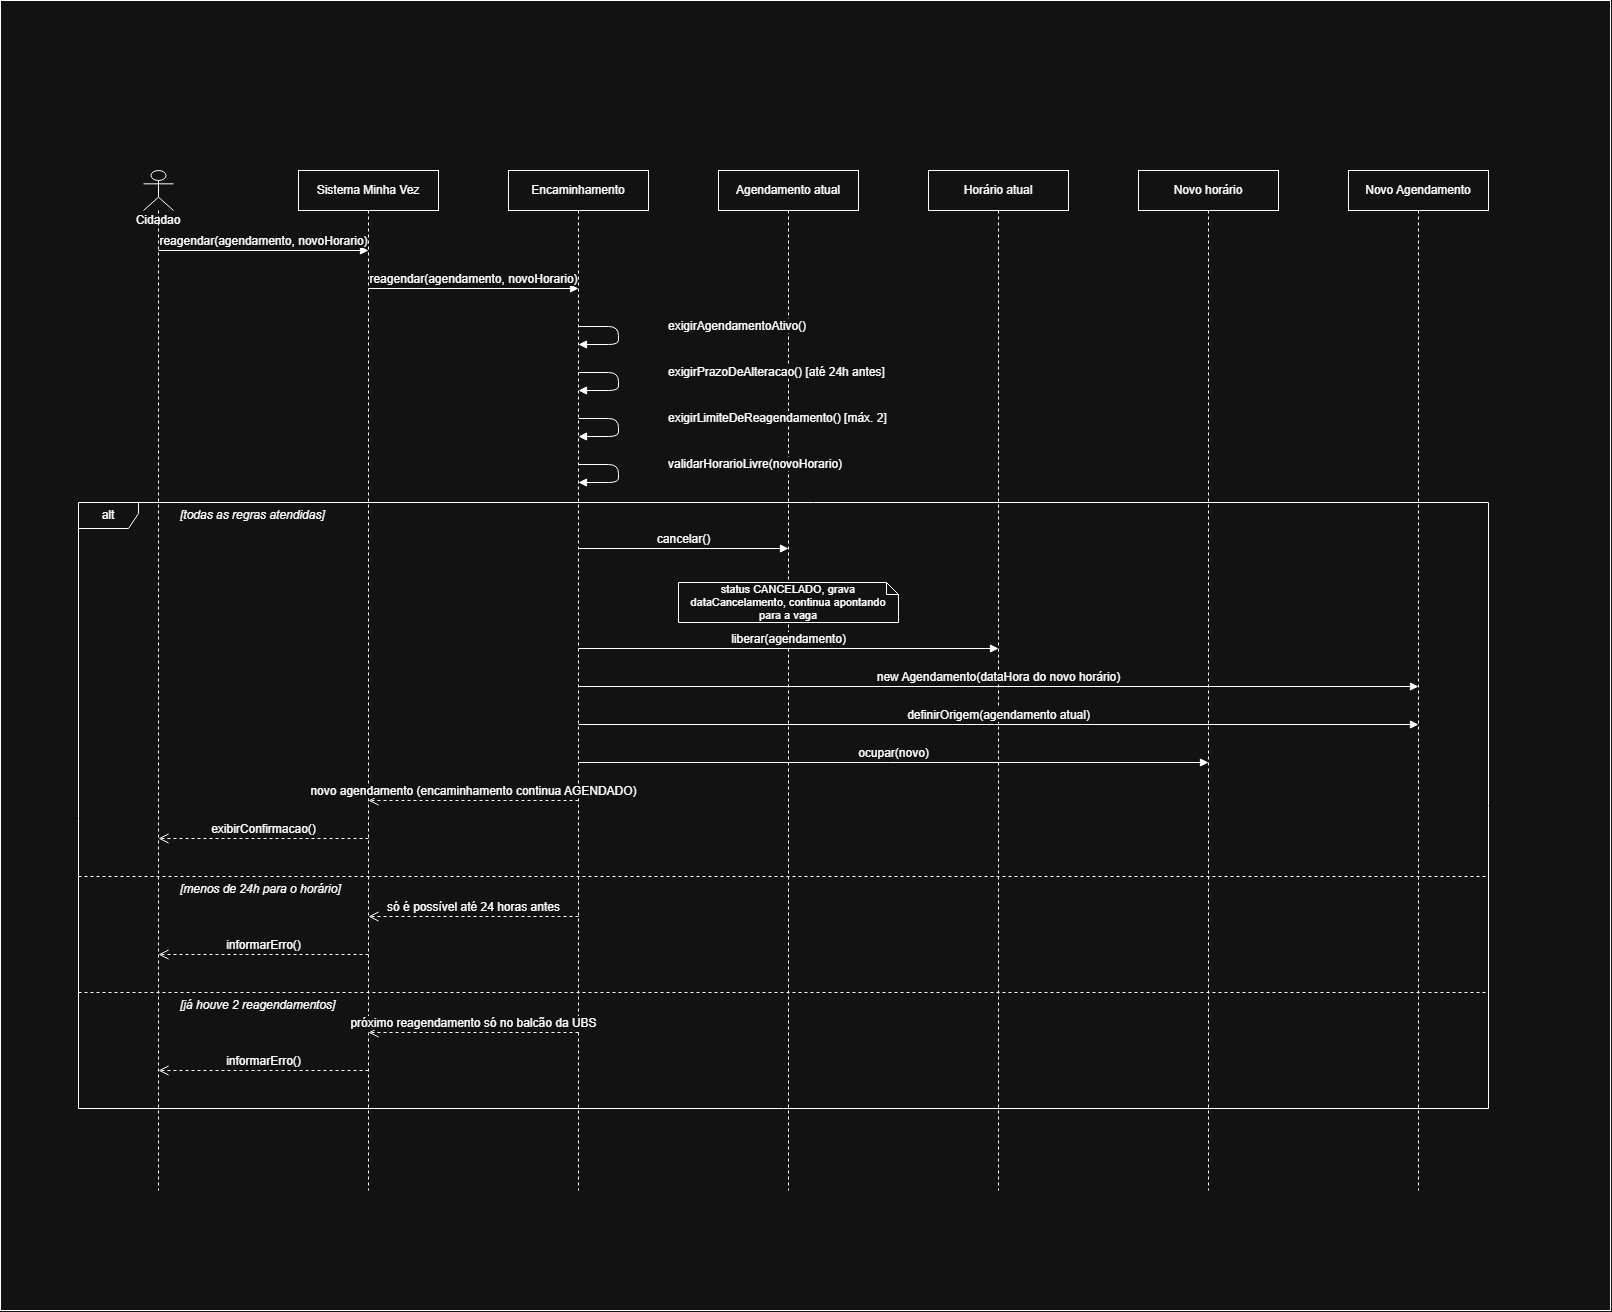 Cidadao
Sistema Minha Vez
Encaminhamento
Agendamento atual
Horário atual
Novo horário
Novo Agendamento
reagendar(agendamento, novoHorario)
reagendar(agendamento, novoHorario)
exigirAgendamentoAtivo()
exigirPrazoDeAlteracao() [até 24h antes]
exigirLimiteDeReagendamento() [máx. 2]
validarHorarioLivre(novoHorario)
alt
[todas as regras atendidas]
cancelar()
status CANCELADO, grava
dataCancelamento, continua apontando
para a vaga
liberar(agendamento)
new Agendamento(dataHora do novo horário)
definirOrigem(agendamento atual)
ocupar(novo)
novo agendamento (encaminhamento continua AGENDADO)
exibirConfirmacao()
[menos de 24h para o horário]
só é possível até 24 horas antes
informarErro()
[já houve 2 reagendamentos]
próximo reagendamento só no balcão da UBS
informarErro()